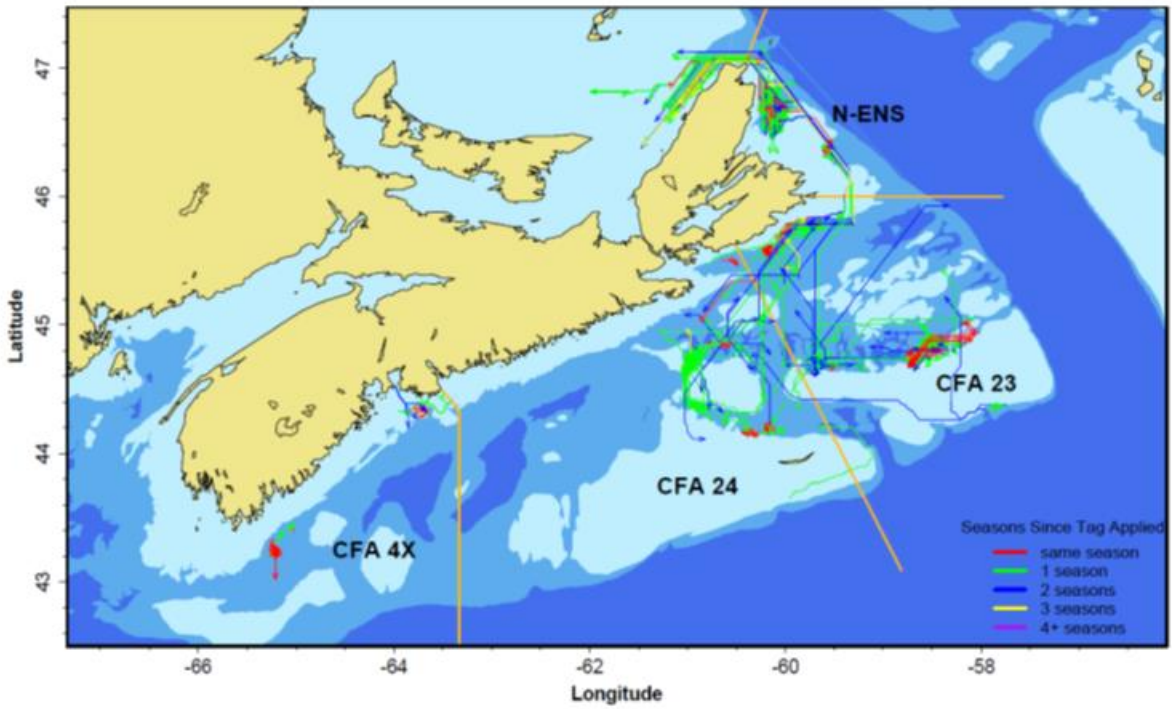 47
N-ENS
46
45
CFA 23
44
CFA 24
CFA 4X
43
Latitude
Seasons Since Tag Applied
same season
1 season
2 seasons
3 seasons
4+ seasons
-66
-64
-62
-60
-58
Longitude